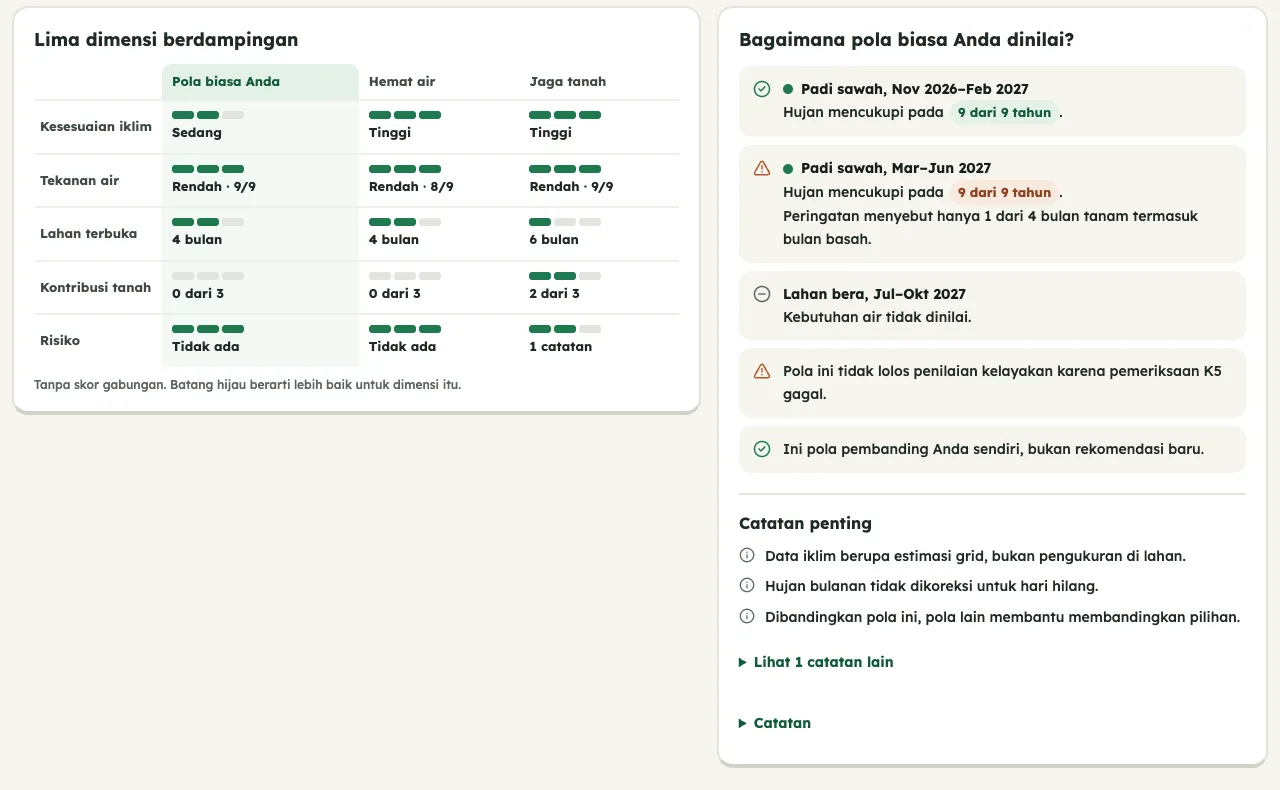 Lima dimensi berdampingan
Pola biasa Anda
Hemat air
Jaga tanah
Kesesuaian iklim
Sedang
Tinggi
Tinggi
Tekanan air
Rendah · 9/9
Rendah · 8/9
Rendah · 9/9
Lahan terbuka
4 bulan
4 bulan
6 bulan
Kontribusi tanah
0 dari 3
0 dari 3
2 dari 3
Risiko
Tidak ada
Tidak ada
1 catatan
Tanpa skor gabungan. Batang hijau berarti lebih baik untuk dimensi itu.
Bagaimana pola biasa Anda dinilai?
Padi sawah, Nov 2026–Feb 2027
Hujan mencukupi pada 9 dari 9 tahun.
Padi sawah, Mar–Jun 2027
Hujan mencukupi pada 9 dari 9 tahun.
Peringatan menyebut hanya 1 dari 4 bulan tanam termasuk
bulan basah.
Lahan bera, Jul–Okt 2027
Kebutuhan air tidak dinilai.
Pola ini tidak lolos penilaian kelayakan karena pemeriksaan K5
gagal.
Ini pola pembanding Anda sendiri, bukan rekomendasi baru.
Catatan penting
Data iklim berupa estimasi grid, bukan pengukuran di lahan.
Hujan bulanan tidak dikoreksi untuk hari hilang.
Dibandingkan pola ini, pola lain membantu membandingkan pilihan.
Lihat 1 catatan lain
Catatan